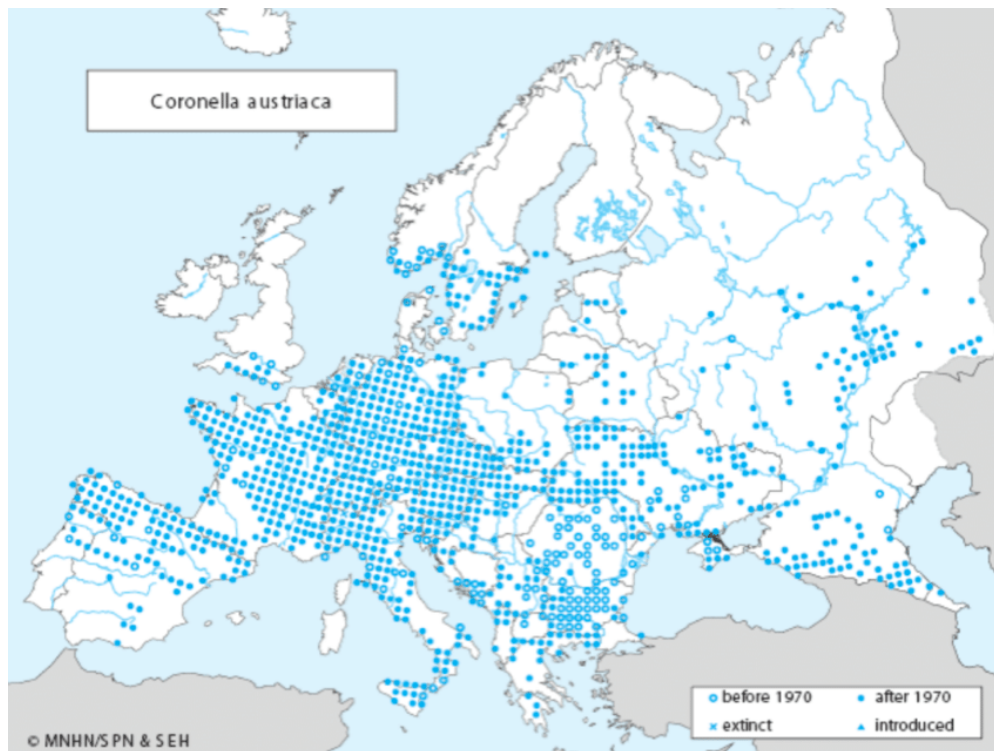 Coronella austriaca
before 1970
after 1970
extinct
introduced
© MNHN/SPN & SEH